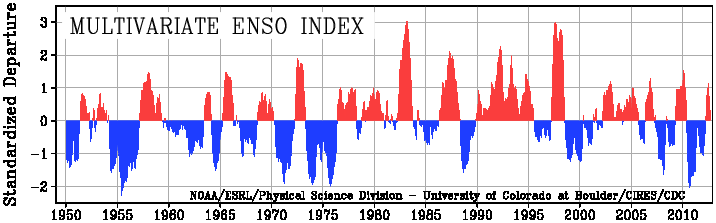 MULTIVARIATE ENSO INDEX
Standardized Departure
3
2
1
0
-1
-2
NOAA/ESRL/Physical Science Division – University of Colorado at Boulder/CIRES/CDC
1950 1955 1960 1965 1970 1975 1980 1985 1990 1995 2000 2005 2010